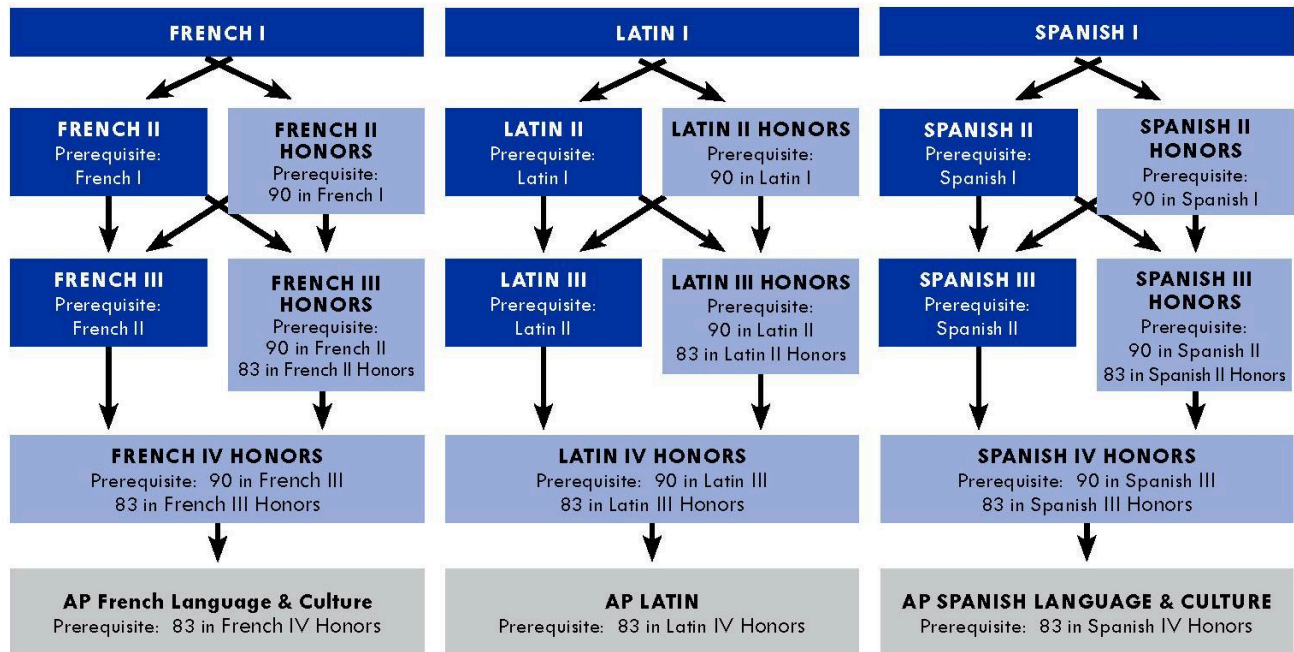 FRENCH I
LATIN I
SPANISH I
FRENCH II
Prerequisite:
French I
FRENCH II
HONORS
Prerequisite:
90 in French I
LATIN II
Prerequisite:
Latin I
LATIN II HONORS
Prerequisite:
90 in Latin I
SPANISH II
Prerequisite:
Spanish I
SPANISH II
HONORS
Prerequisite:
90 in Spanish I
FRENCH III
Prerequisite:
French II
FRENCH III
HONORS
Prerequisite:
90 in French II
83 in French II Honors
LATIN III
Prerequisite:
Latin II
LATIN III HONORS
Prerequisite:
90 in Latin II
83 in Latin II Honors
SPANISH III
Prerequisite:
Spanish II
SPANISH III
HONORS
Prerequisite:
90 in Spanish II
83 in Spanish II Honors
FRENCH IV HONORS
Prerequisite: 90 in French III
83 in French III Honors
LATIN IV HONORS
Prerequisite: 90 in Latin III
83 in Latin III Honors
SPANISH IV HONORS
Prerequisite: 90 in Spanish III
83 in Spanish III Honors
AP French Language & Culture
Prerequisite: 83 in French IV Honors
AP LATIN
Prerequisite: 83 in Latin IV Honors
AP SPANISH LANGUAGE & CULTURE
Prerequisite: 83 in Spanish IV Honors